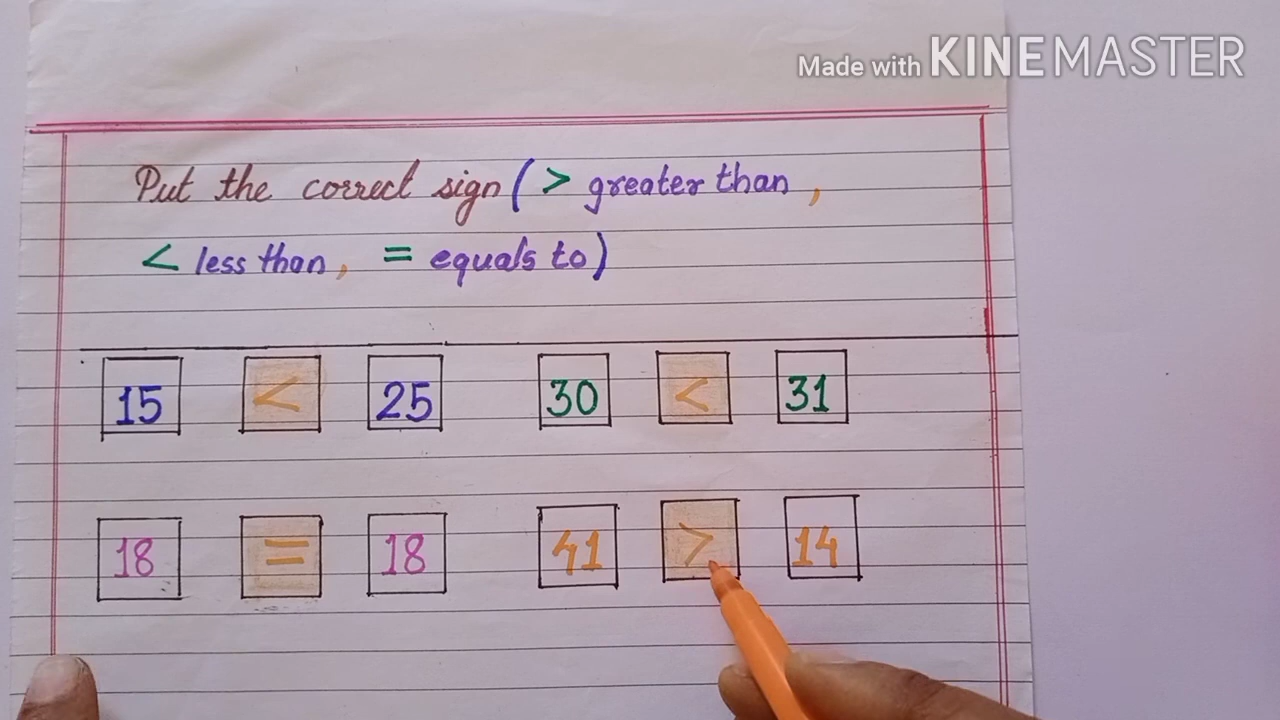 Made with KINEMASTER
Put the correct sign (> greater than,
< less than, = equals to)
15 < 25 30 < 31
18 = 18 41 > 14